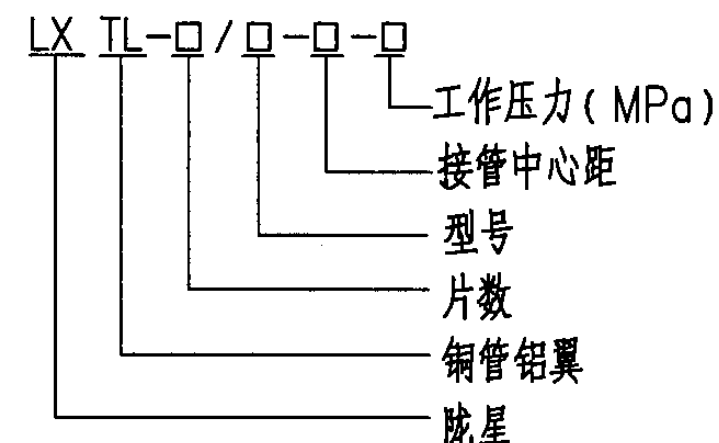 LX TL-□/□-□-□
工作压力(MPa)
接管中心距
型号
片数
铜管铝翼
陇星